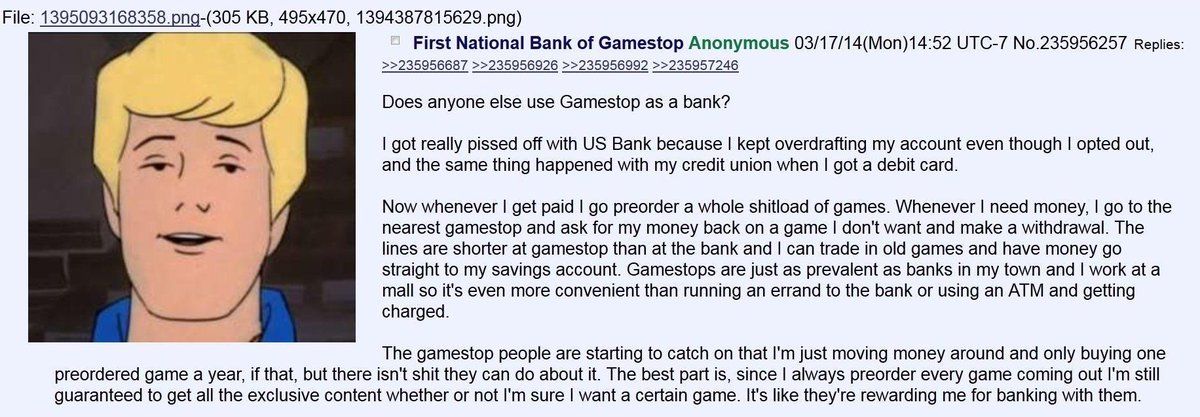 File: 1395093168358.png-(305 KB, 495x470, 1394387815629.png)
First National Bank of Gamestop Anonymous 03/17/14(Mon)14:52 UTC-7 No.235956257 Replies:
>>235956687 >>235956926 >>235956992 >>235957246
Does anyone else use Gamestop as a bank?
I got really pissed off with US Bank because I kept overdrafting my account even though I opted out,
and the same thing happened with my credit union when I got a debit card.
Now whenever I get paid I go preorder a whole shitload of games. Whenever I need money, I go to the
nearest gamestop and ask for my money back on a game I don't want and make a withdrawal. The
lines are shorter at gamestop than at the bank and I can trade in old games and have money go
straight to my savings account. Gamestops are just as prevalent as banks in my town and I work at a
mall so it's even more convenient than running an errand to the bank or using an ATM and getting
charged.
The gamestop people are starting to catch on that I'm just moving money around and only buying one
preordered game a year, if that, but there isn't shit they can do about it. The best part is, since I always preorder every game coming out I'm still
guaranteed to get all the exclusive content whether or not I'm sure I want a certain game. It's like they're rewarding me for banking with them.